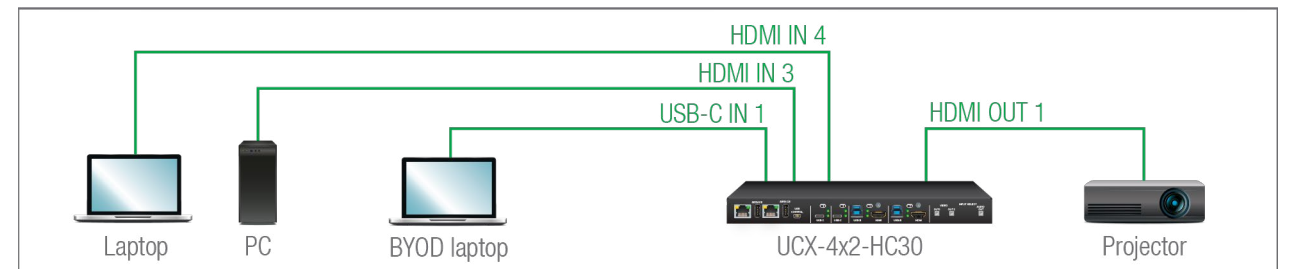 HDMI IN 4
HDMI IN 3
USB-C IN 1
HDMI OUT 1
Laptop
PC
BYOD laptop
UCX-4x2-HC30
Projector